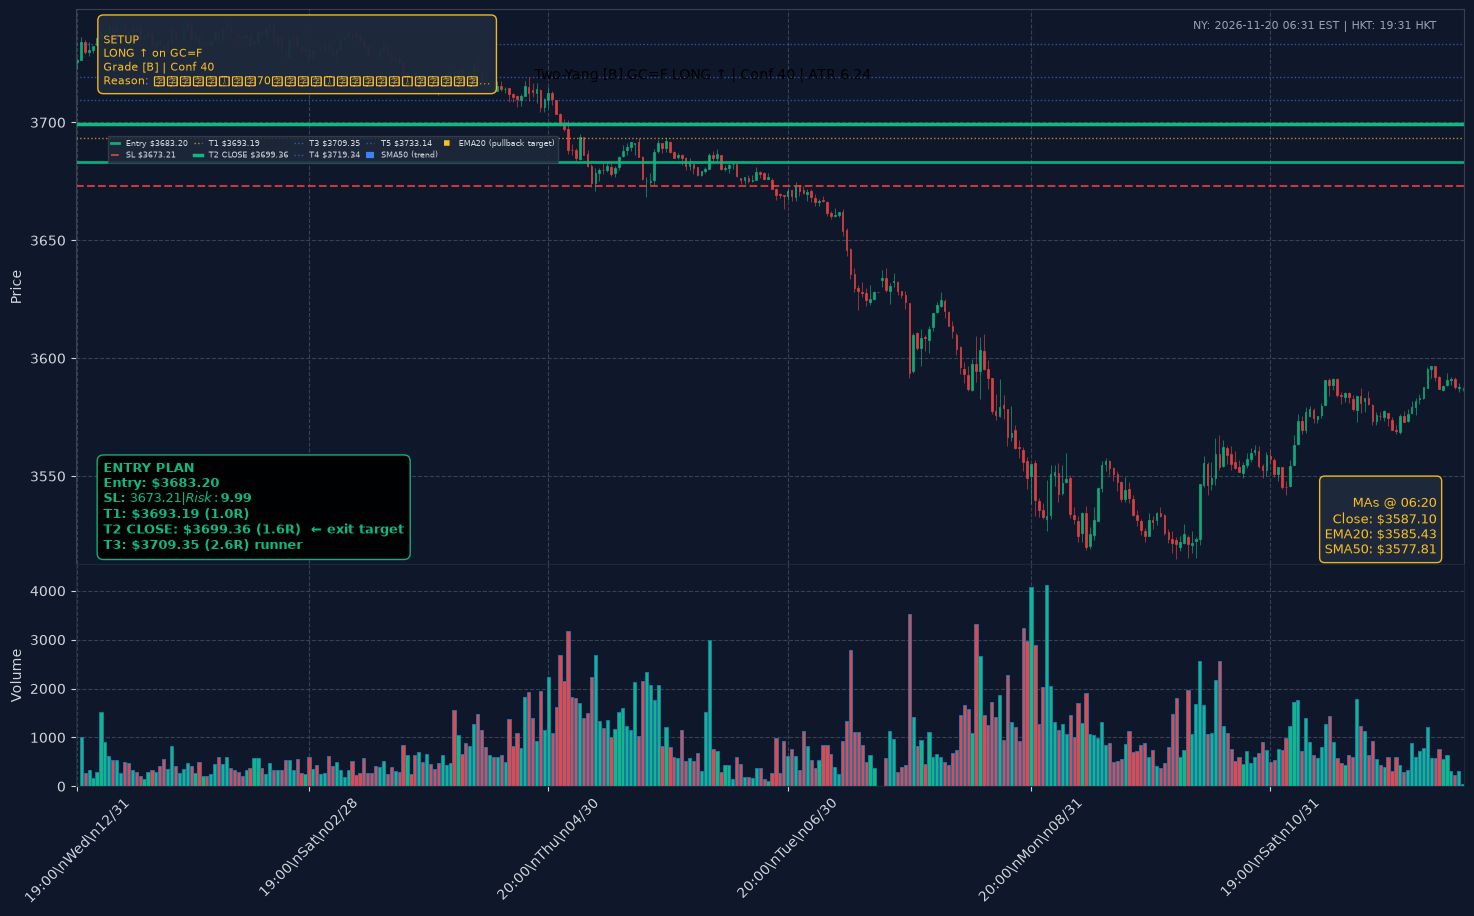 NY: 2026-11-20 06:31 EST | HKT: 19:31 HKT
SETUP
LONG ↑ on GC=F
Grade [B] | Conf 40
Reason: 70 ...
Two-Yang [B] GC=F LONG ↑ | Conf 40 | ATR 6.24
Entry $3683.20 T1 $3693.19 T3 $3709.35 T5 $3733.14 EMA20 (pullback target)
SL $3673.21 T2 CLOSE $3699.36 T4 $3719.34 SMA50 (trend)
3700
3650
3600
3550
Price
ENTRY PLAN
Entry: $3683.20
SL: 3673.21|Risk:9.99
T1: $3693.19 (1.0R)
T2 CLOSE: $3699.36 (1.6R) ← exit target
T3: $3709.35 (2.6R) runner
MAs @ 06:20
Close: $3587.10
EMA20: $3585.43
SMA50: $3577.81
4000
3000
2000
1000
0
Volume
19:00\nWed\n12/31
19:00\nSat\n02/28
20:00\nThu\n04/30
20:00\nTue\n06/30
20:00\nMon\n08/31
19:00\nSat\n10/31